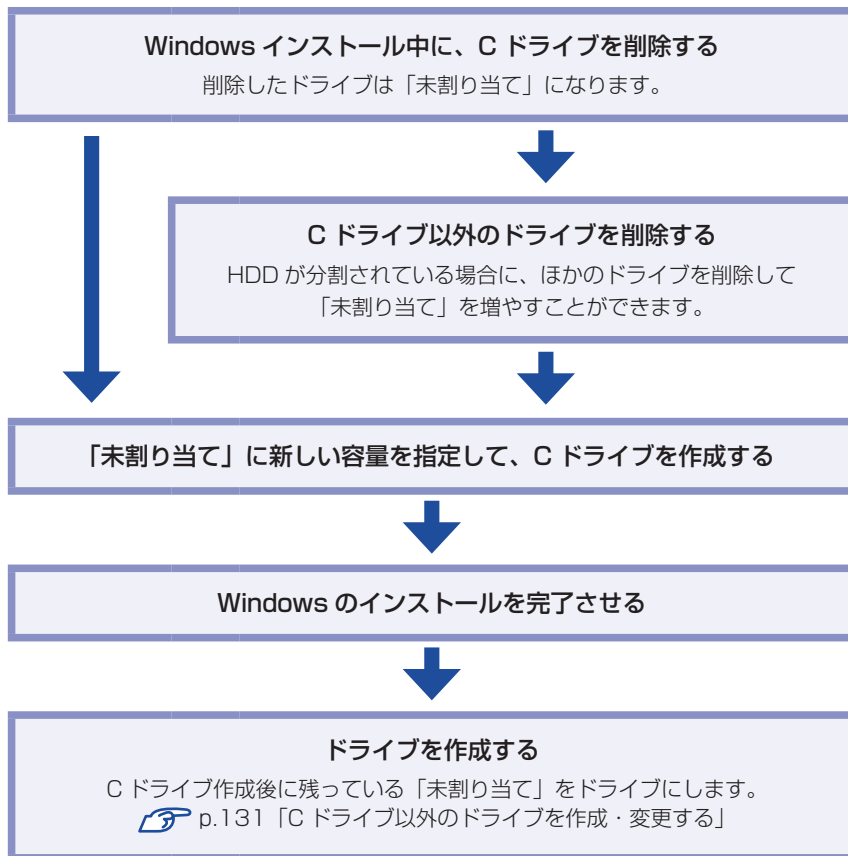 Windows インストール中に、C ドライブを削除する
削除したドライブは「未割り当て」になります。
C ドライブ以外のドライブを削除する
HDD が分割されている場合に、ほかのドライブを削除して
「未割り当て」を増やすことができます。
「未割り当て」に新しい容量を指定して、C ドライブを作成する
Windows のインストールを完了させる
ドライブを作成する
C ドライブ作成後に残っている「未割り当て」をドライブにします。
p.131「C ドライブ以外のドライブを作成・変更する」